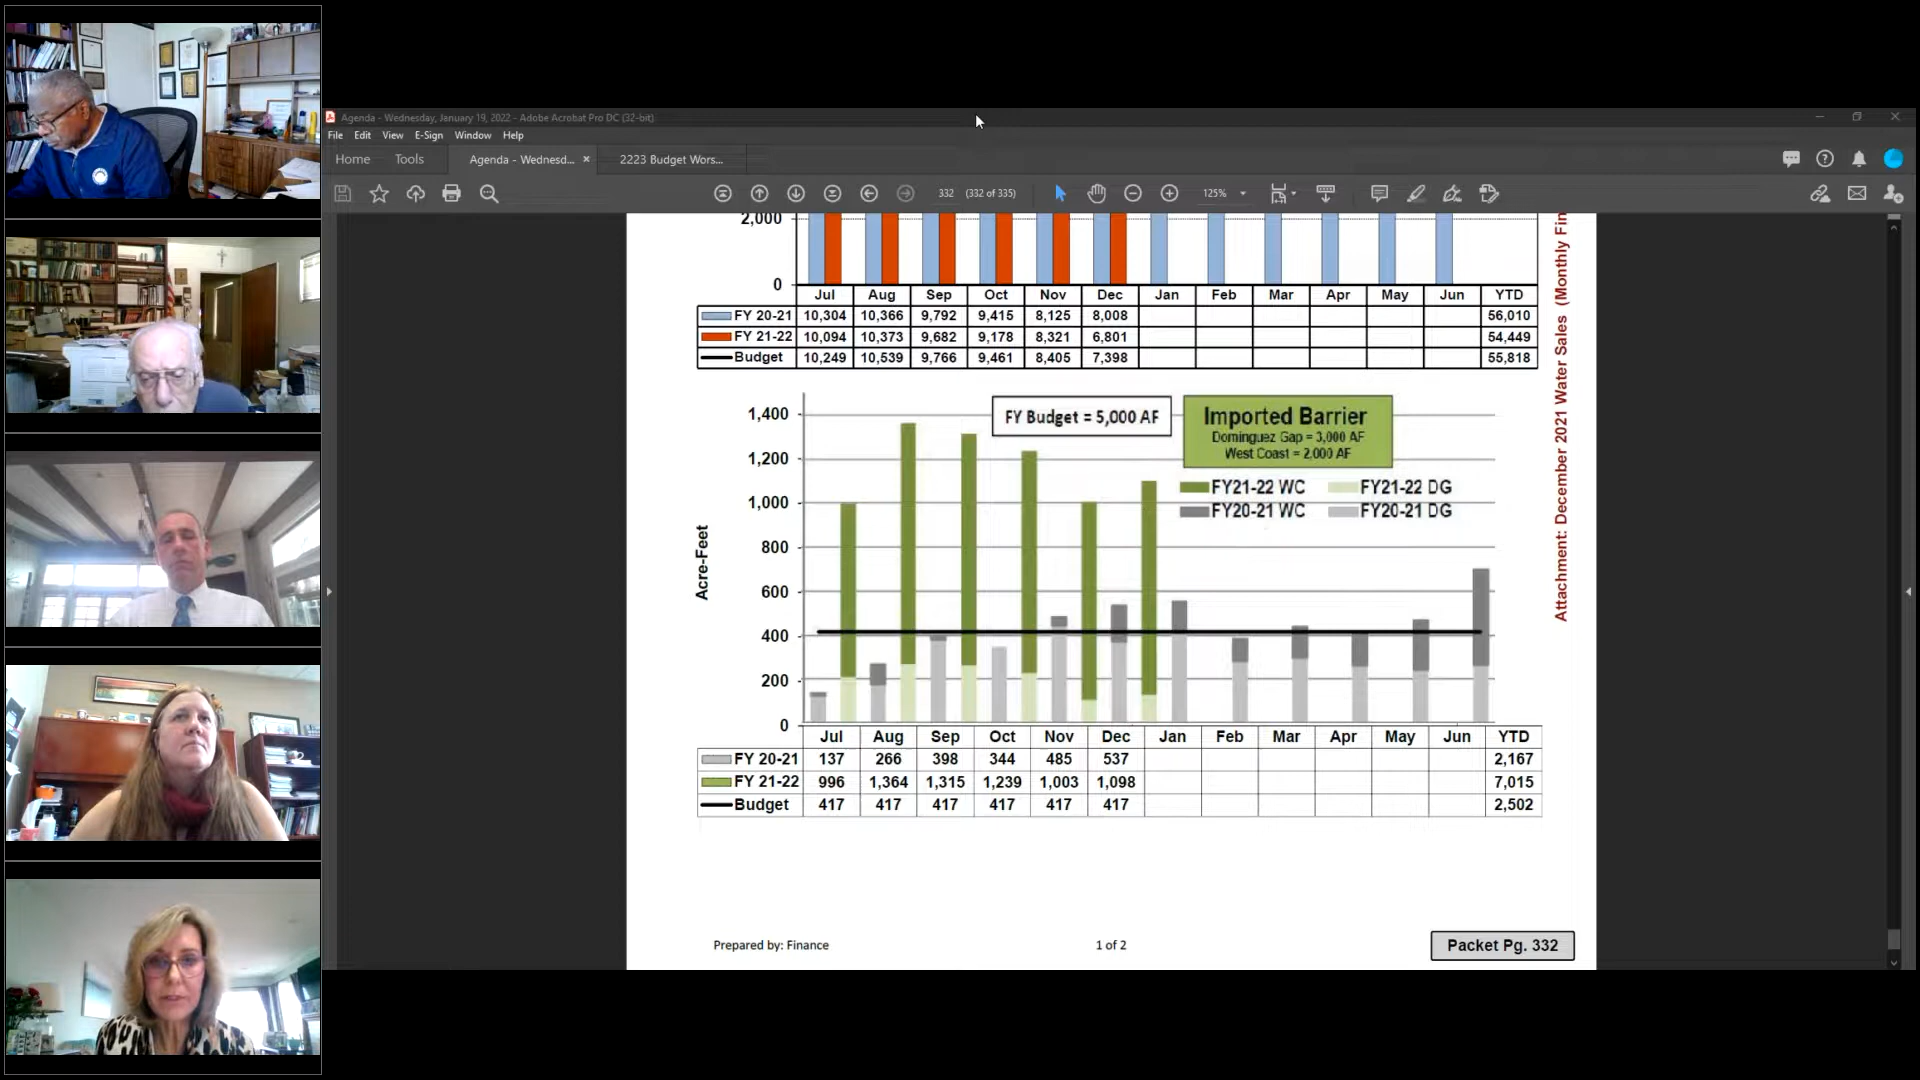 Agenda - Wednesday, January 19, 2022 - Adobe Acrobat Pro DC (32-bit)
File Edit View E-Sign Window Help
Home Tools Agenda - Wednesd... × 2223 Budget Wors...
332 (332 of 335) 125%
2,000
0
Jul Aug Sep Oct Nov Dec Jan Feb Mar Apr May Jun YTD
FY 20-21 10,304 10,366 9,792 9,415 8,125 8,008 56,010
FY 21-22 10,094 10,373 9,682 9,178 8,321 6,801 54,449
Budget 10,249 10,539 9,766 9,461 8,405 7,398 55,818
Attachment: December 2021 Water Sales (Monthly Fin
FY Budget = 5,000 AF
Imported Barrier
Dominguez Gap = 3,000 AF
West Coast = 2,000 AF
FY21-22 WC FY21-22 DG
FY20-21 WC FY20-21 DG
Acre-Feet
1,400
1,200
1,000
800
600
400
200
0
Jul Aug Sep Oct Nov Dec Jan Feb Mar Apr May Jun YTD
FY 20-21 137 266 398 344 485 537 2,167
FY 21-22 996 1,364 1,315 1,239 1,003 1,098 7,015
Budget 417 417 417 417 417 417 2,502
Prepared by: Finance 1 of 2 Packet Pg. 332